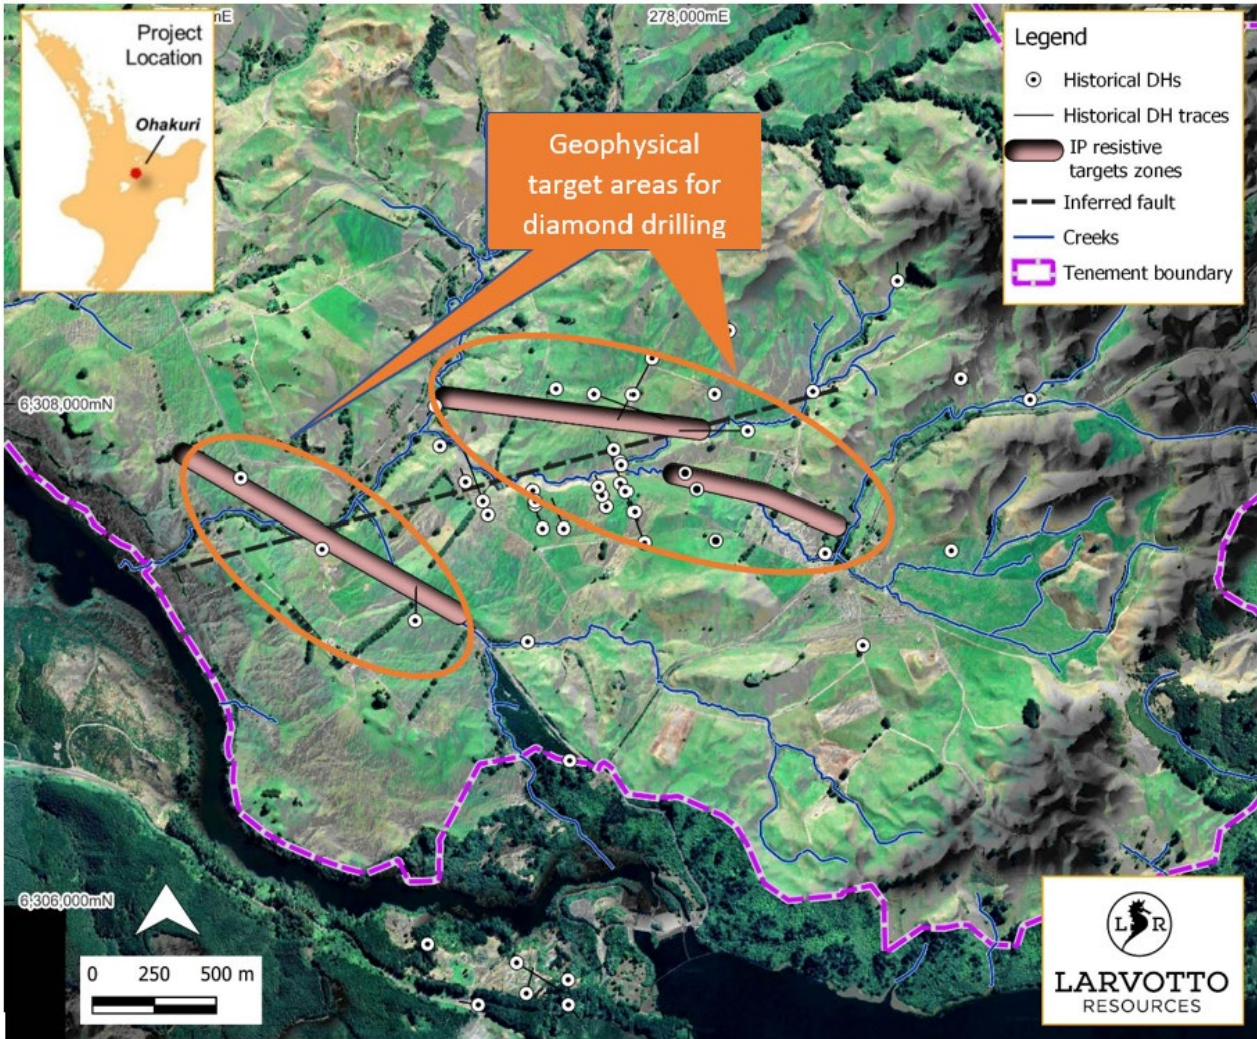 mE
278,000mE
Project
Location
Ohakuri
Geophysical
target areas for
diamond drilling
Legend
Historical DHs
Historical DH traces
IP resistive
targets zones
Inferred fault
Creeks
Tenement boundary
6,308,000mN
6,306,000mN
0 250 500 m
L R
LARVOTTO
RESOURCES